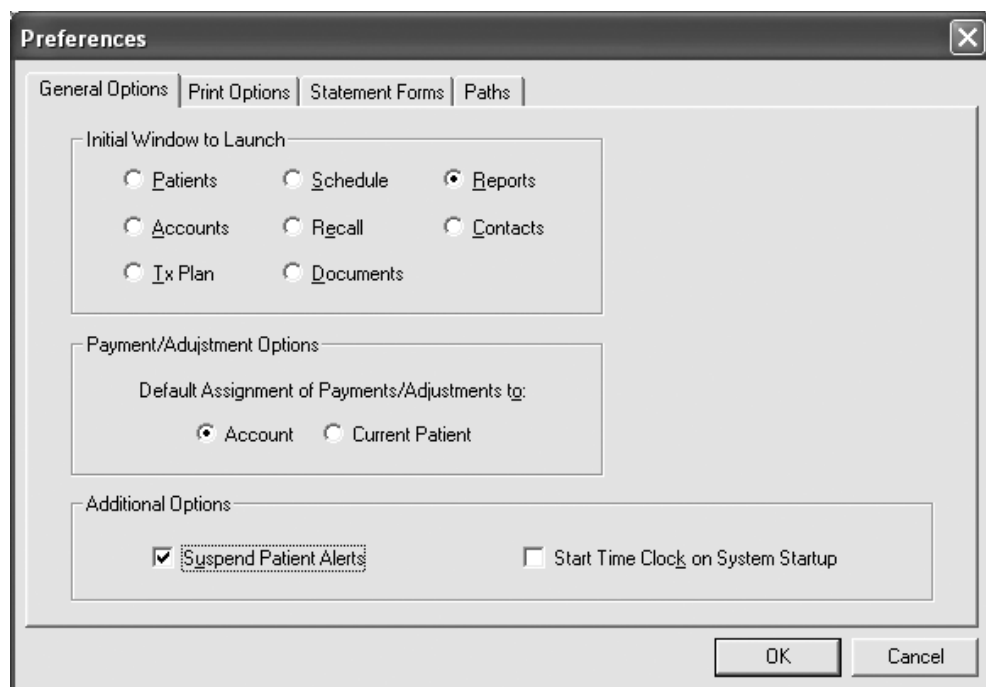 Preferences
General Options Print Options Statement Forms Paths
Initial Window to Launch
Patients Schedule Reports
Accounts Recall Contacts
Tx Plan Documents
Payment/Adujstment Options
Default Assignment of Payments/Adjustments to:
Account Current Patient
Additional Options
Suspend Patient Alerts Start Time Clock on System Startup
OK Cancel